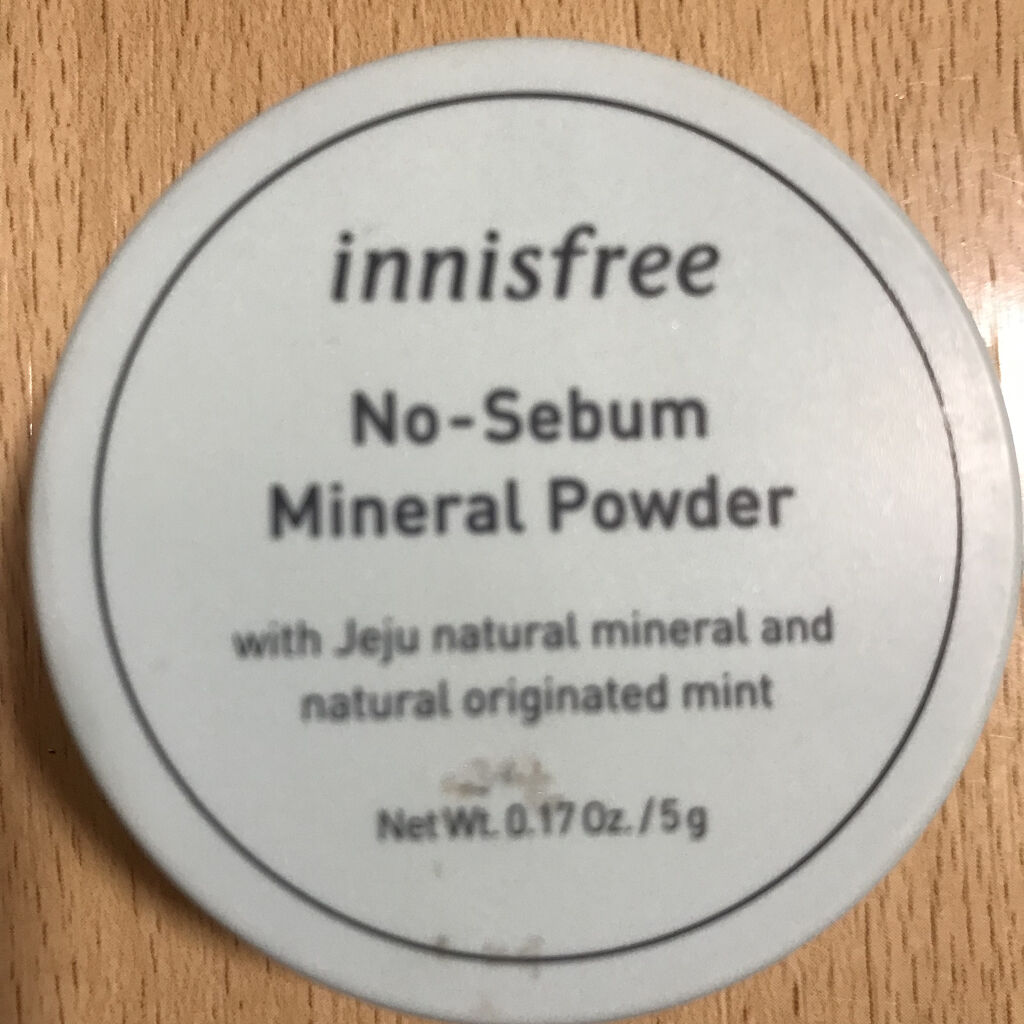 innisfree
No-Sebum
Mineral Powder
with Jeju natural mineral and
natural originated mint
Net Wt. 0.17 Oz. / 5 g